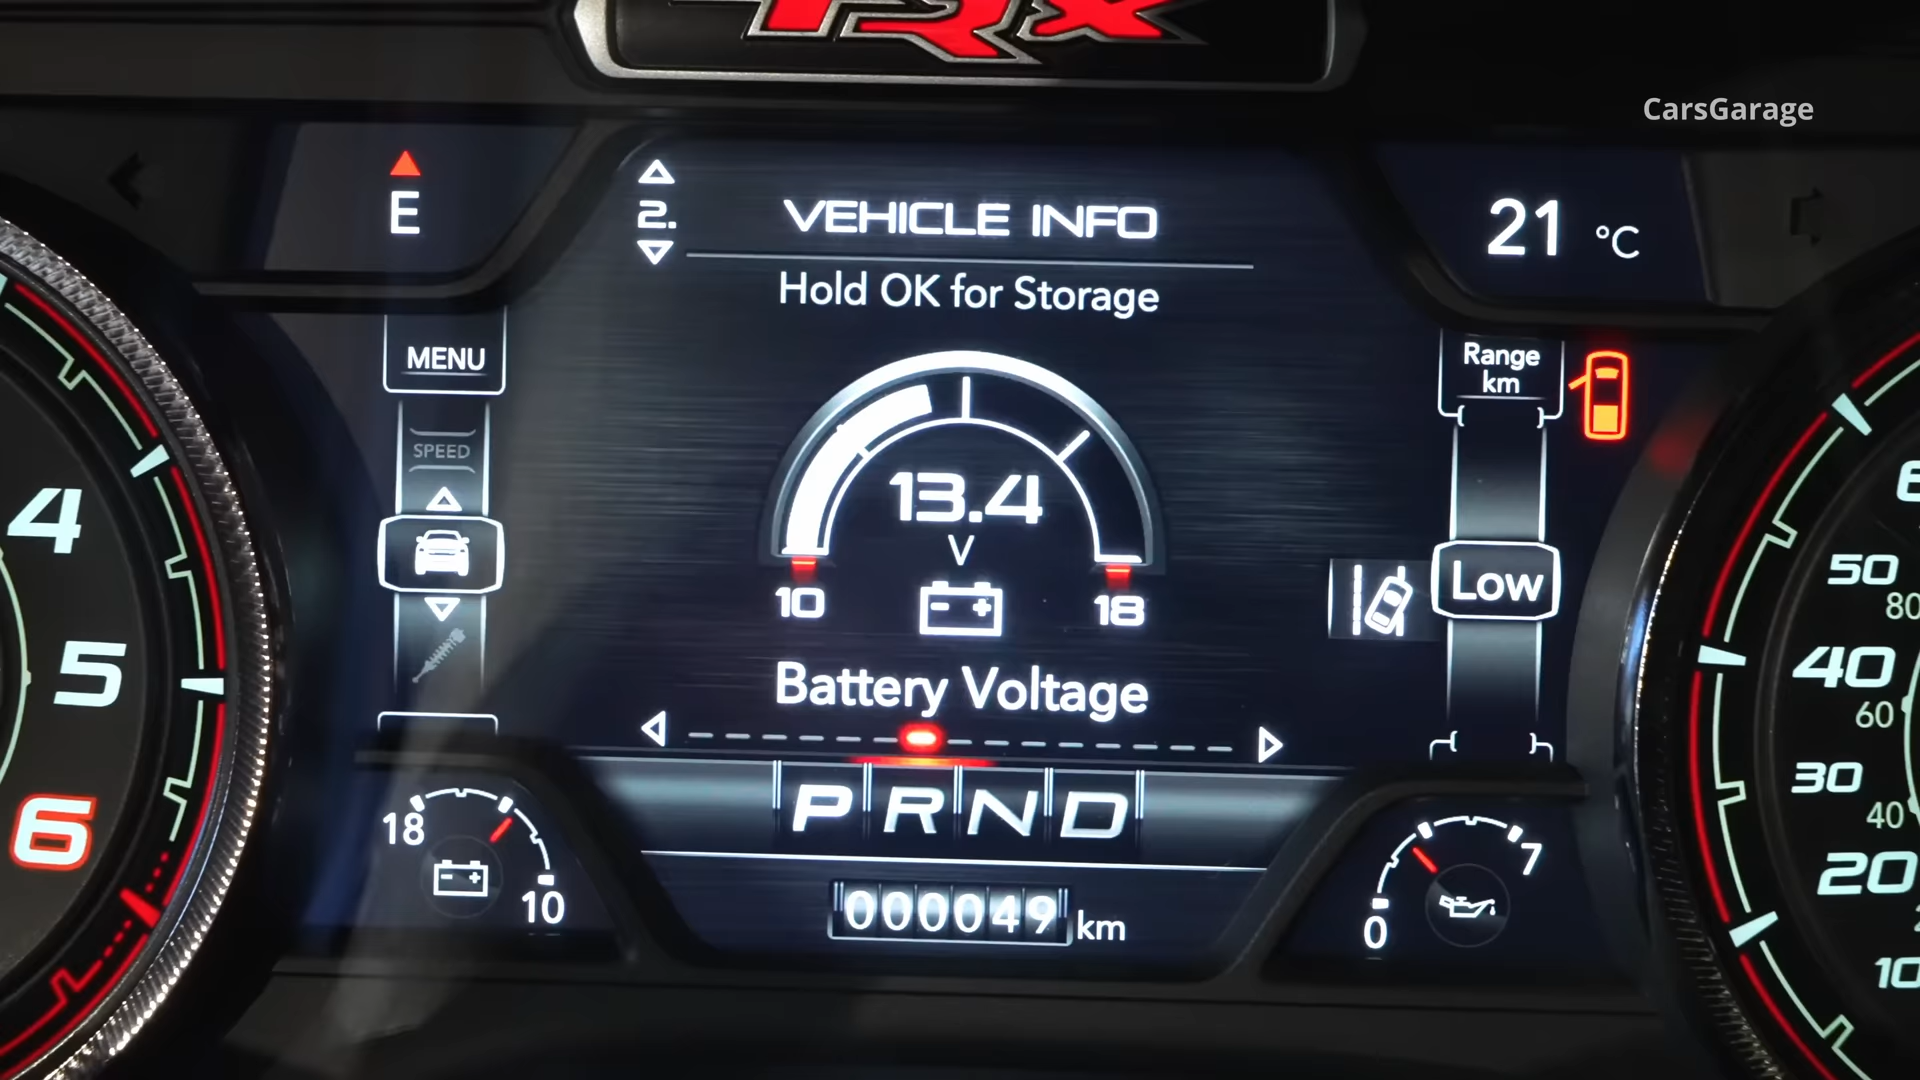 TRX
CarsGarage
E
2.
VEHICLE INFO
21 °C
Hold OK for Storage
MENU
Range
km
SPEED
13.4
V
10
18
Low
Battery Voltage
P R N D
18
10
000049 km
0
7
4
5
6
50
80
40
60
30
40
20
10